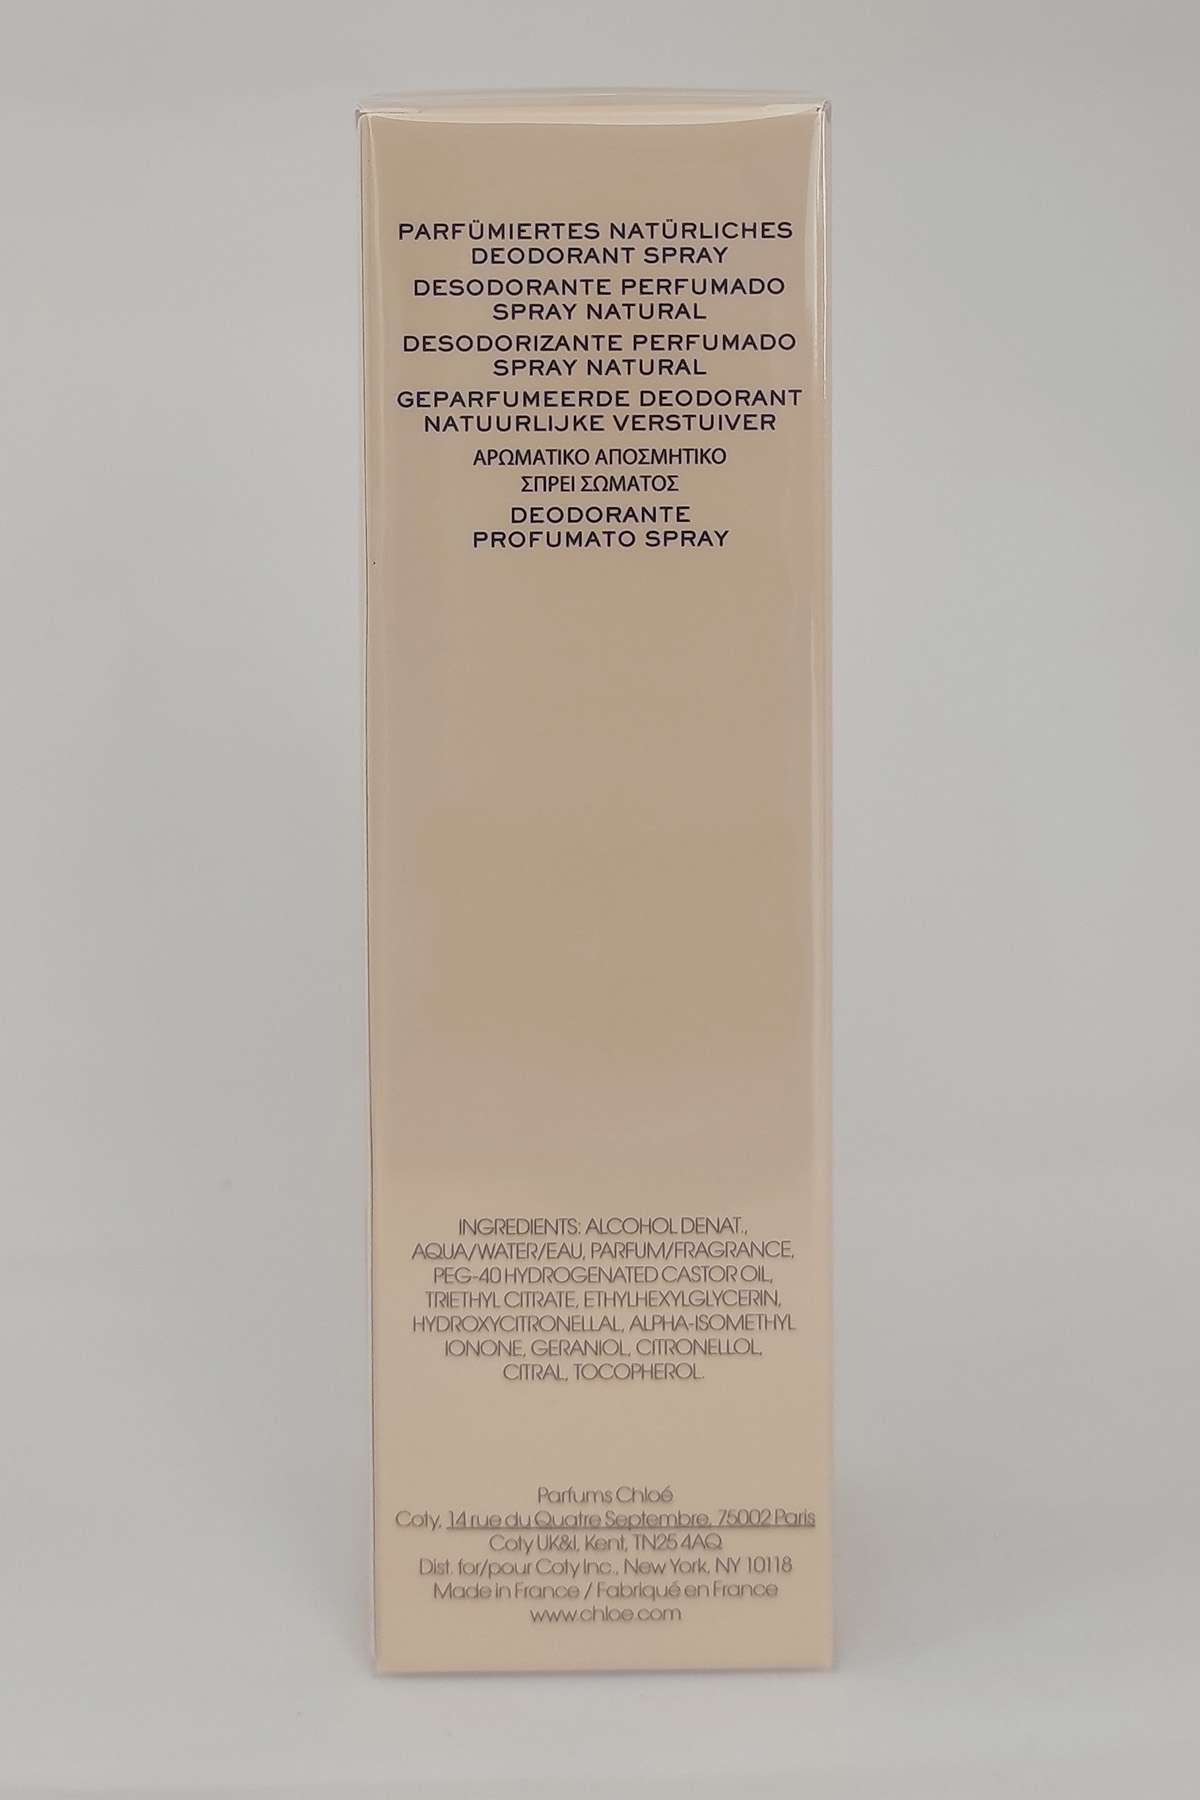 PARFÜMIERTES NATÜRLICHES
DEODORANT SPRAY
DESODORANTE PERFUMADO
SPRAY NATURAL
DESODORIZANTE PERFUMADO
SPRAY NATURAL
GEPARFUMEERDE DEODORANT
NATUURLIJKE VERSTUIVER
ΑΡΩΜΑΤΙΚΟ ΑΠΟΣΜΗΤΙΚΟ
ΣΠΡΕΙ ΣΩΜΑΤΟΣ
DEODORANTE
PROFUMATO SPRAY
INGREDIENTS: ALCOHOL DENAT.,
AQUA/WATER/EAU, PARFUM/FRAGRANCE,
PEG-40 HYDROGENATED CASTOR OIL,
TRIETHYL CITRATE, ETHYLHEXYLGLYCERIN,
HYDROXYCITRONELLAL, ALPHA-ISOMETHYL
IONONE, GERANIOL, CITRONELLOL,
CITRAL, TOCOPHEROL.
Parfums Chloé
Coty, 14 rue du Quatre Septembre, 75002 Paris
Coty UK&I, Kent, TN25 4AQ
Dist. for/pour Coty Inc., New York, NY 10118
Made in France / Fabriqué en France
www.chloe.com